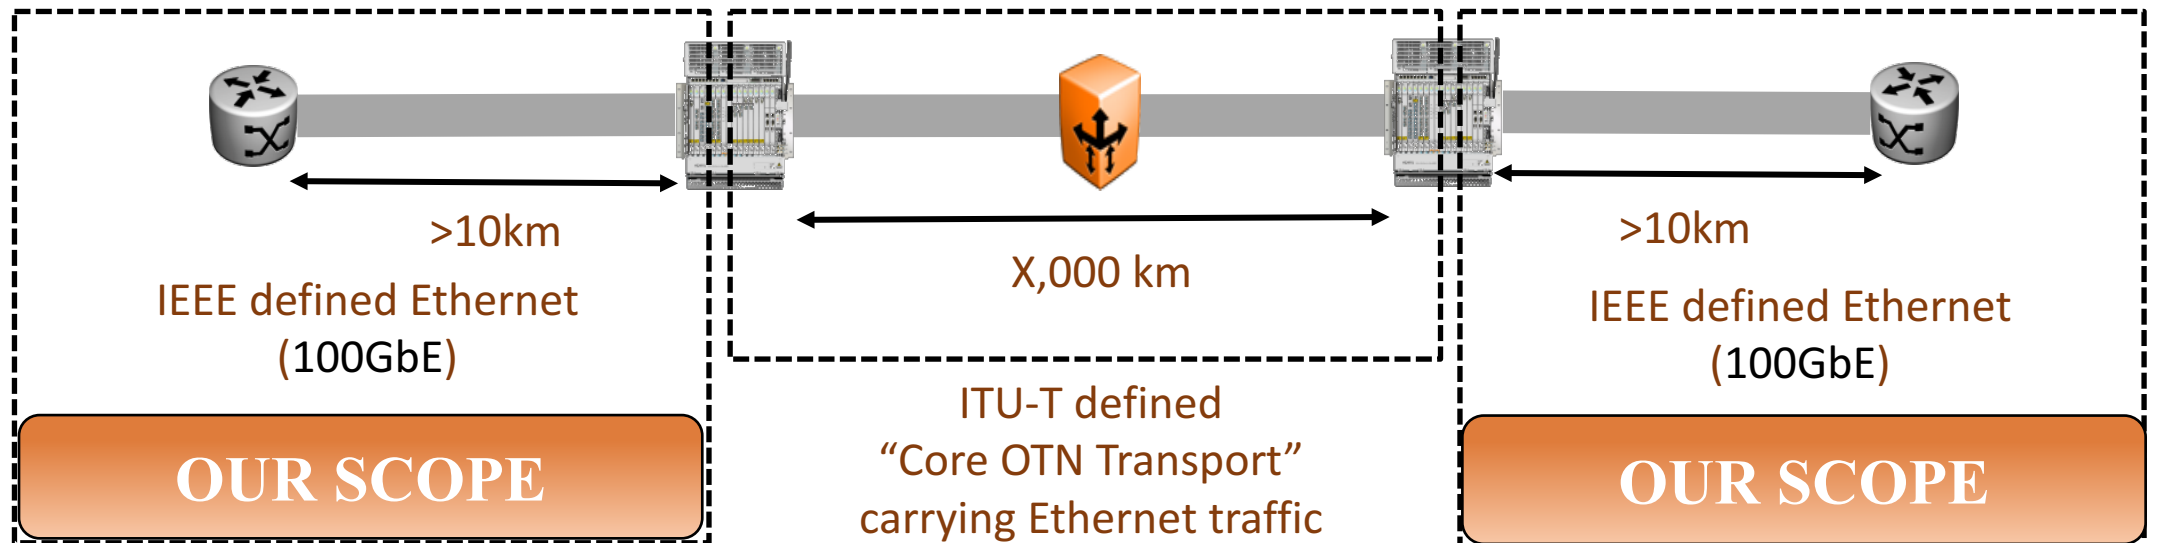 >10km
IEEE defined Ethernet
(100GbE)
OUR SCOPE
X,000 km
ITU-T defined
“Core OTN Transport”
carrying Ethernet traffic
>10km
IEEE defined Ethernet
(100GbE)
OUR SCOPE